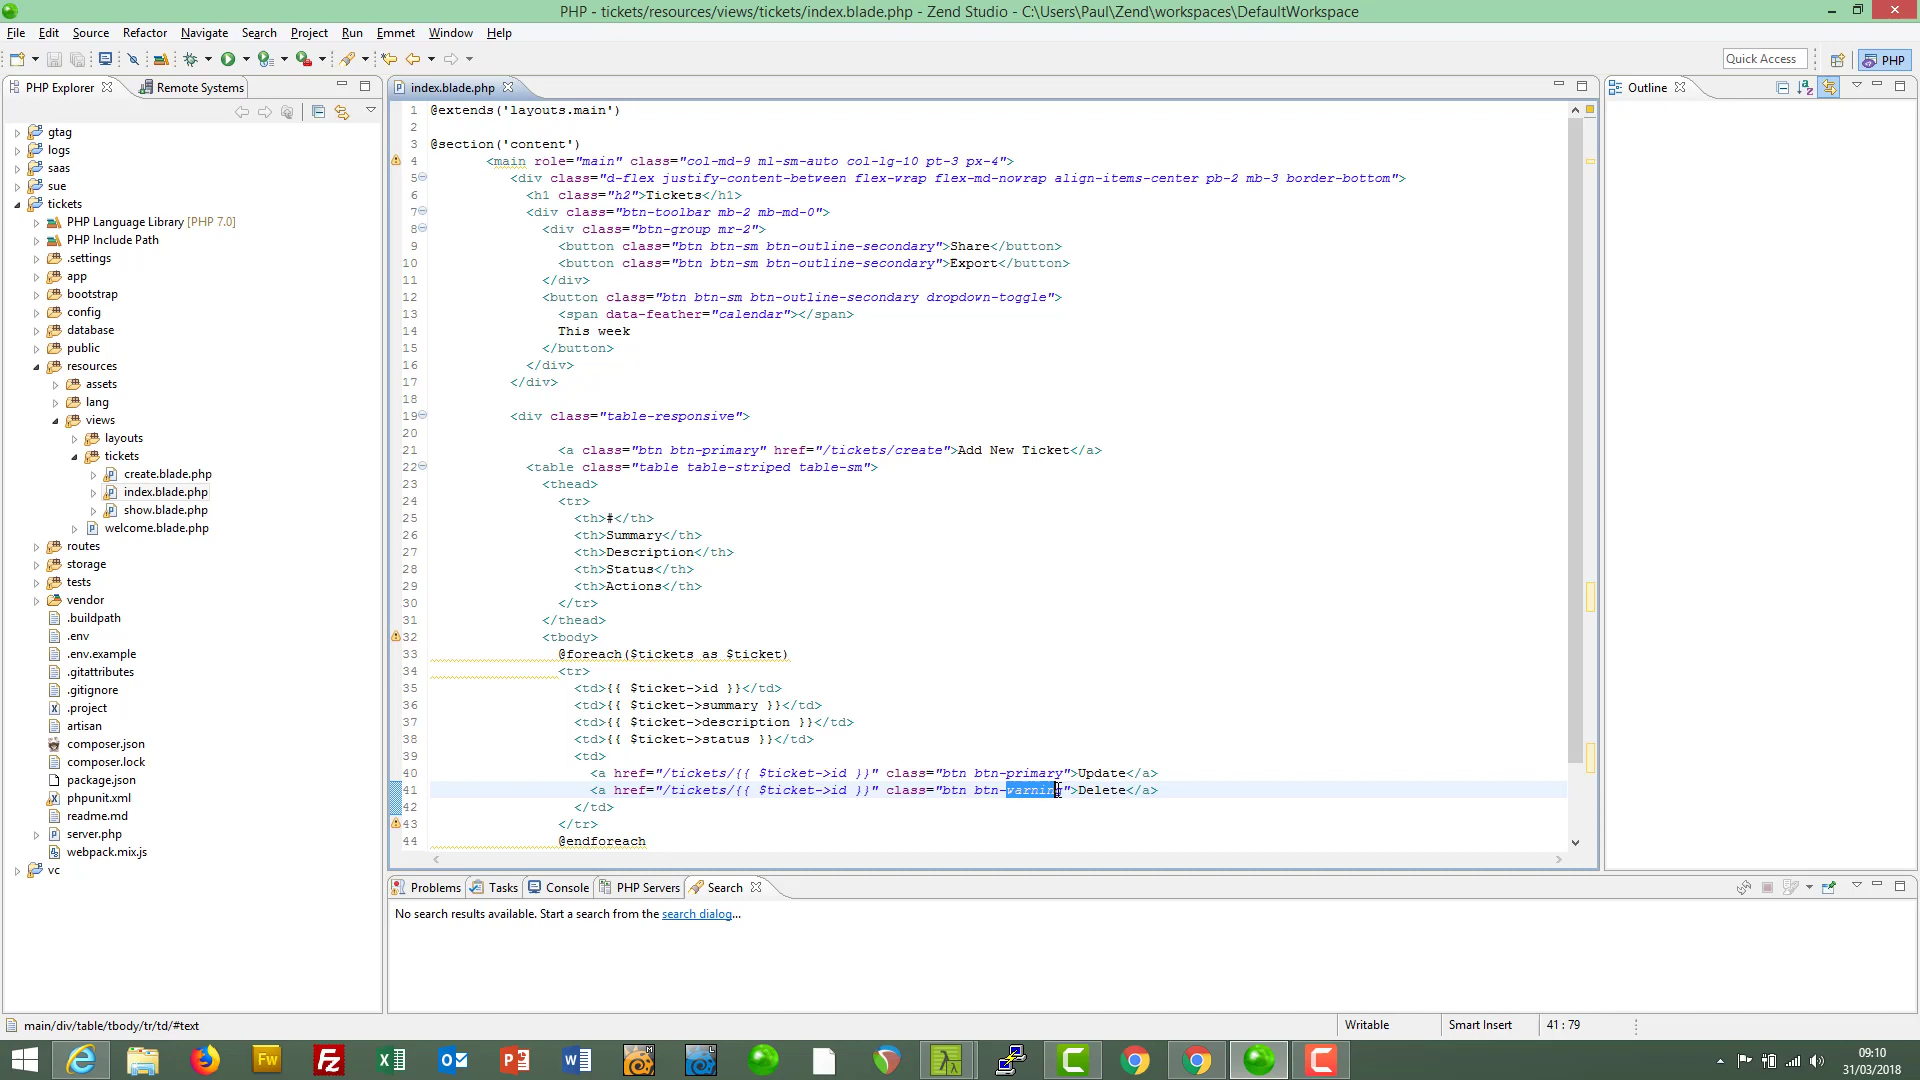 PHP - tickets/resources/views/tickets/index.blade.php - Zend Studio - C:\Users\Paul\Zend\workspaces\DefaultWorkspace
File Edit Source Refactor Navigate Search Project Run Emmet Window Help
Quick Access
PHP
PHP Explorer
Remote Systems
gtag
logs
saas
sue
tickets
PHP Language Library [PHP 7.0]
PHP Include Path
.settings
app
bootstrap
config
database
public
resources
assets
lang
views
layouts
tickets
create.blade.php
index.blade.php
show.blade.php
welcome.blade.php
routes
storage
tests
vendor
.buildpath
.env
.env.example
.gitattributes
.gitignore
.project
artisan
composer.json
composer.lock
package.json
phpunit.xml
readme.md
server.php
webpack.mix.js
vc
index.blade.php
1 @extends('layouts.main')
2
3 @section('content')
4 <main role="main" class="col-md-9 ml-sm-auto col-lg-10 pt-3 px-4">
5 <div class="d-flex justify-content-between flex-wrap flex-md-nowrap align-items-center pb-2 mb-3 border-bottom">
6 <h1 class="h2">Tickets</h1>
7 <div class="btn-toolbar mb-2 mb-md-0">
8 <div class="btn-group mr-2">
9 <button class="btn btn-sm btn-outline-secondary">Share</button>
10 <button class="btn btn-sm btn-outline-secondary">Export</button>
11 </div>
12 <button class="btn btn-sm btn-outline-secondary dropdown-toggle">
13 <span data-feather="calendar"></span>
14 This week
15 </button>
16 </div>
17 </div>
18
19 <div class="table-responsive">
20
21 <a class="btn btn-primary" href="/tickets/create">Add New Ticket</a>
22 <table class="table table-striped table-sm">
23 <thead>
24 <tr>
25 <th>#</th>
26 <th>Summary</th>
27 <th>Description</th>
28 <th>Status</th>
29 <th>Actions</th>
30 </tr>
31 </thead>
32 <tbody>
33 @foreach($tickets as $ticket)
34 <tr>
35 <td>{{ $ticket->id }}</td>
36 <td>{{ $ticket->summary }}</td>
37 <td>{{ $ticket->description }}</td>
38 <td>{{ $ticket->status }}</td>
39 <td>
40 <a href="/tickets/{{ $ticket->id }}" class="btn btn-primary">Update</a>
41 <a href="/tickets/{{ $ticket->id }}" class="btn btn-warning">Delete</a>
42 </td>
43 </tr>
44 @endforeach
Outline
Problems Tasks Console PHP Servers Search
No search results available. Start a search from the search dialog...
main/div/table/tbody/tr/td/#text
Writable
Smart Insert
41 : 79
Fw
09:10
31/03/2018